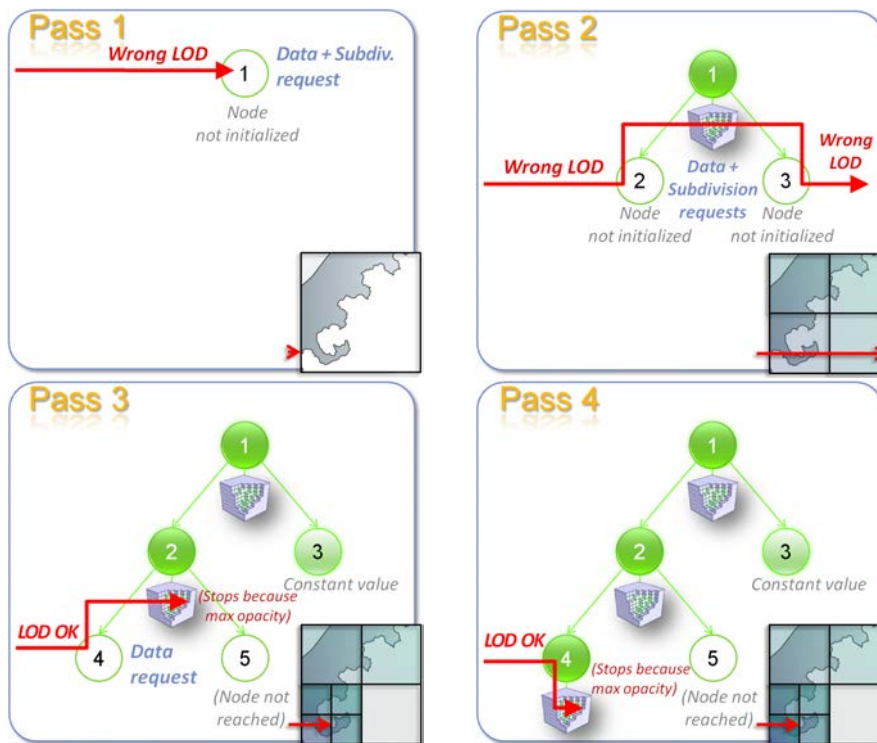 Pass 1
Wrong LOD
Data + Subdiv.
request
1
Node
not initialized
Pass 2
1
Wrong LOD
Wrong
LOD
2
Data +
Subdivision
requests
3
Node
not initialized
Node
not initialized
Pass 3
1
2
3
Constant value
(Stops because
max opacity)
LOD OK
4
Data
request
5
(Node not
reached)
Pass 4
1
2
3
Constant value
LOD OK
4
(Stops because
max opacity)
5
(Node not
reached)